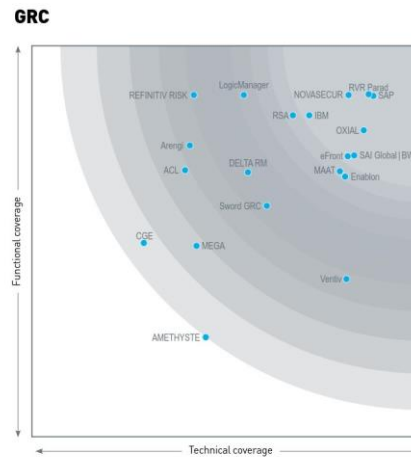 GRC
LogicManager
RVR Parad
REFINITIV RISK
NOVASECUR
SAP
RSA
IBM
OXIAL
Arengi
eFront
SAI Global | BW
ACL
DELTA RM
MAAT
Enablon
Sword GRC
CGE
MEGA
Ventiv
AMETHYSTE
Functional coverage
Technical coverage